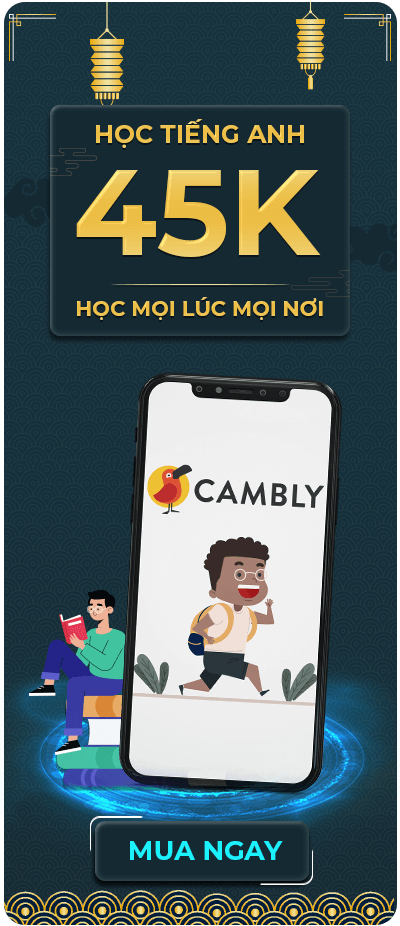 HỌC TIẾNG ANH
45K
HỌC MỌI LÚC MỌI NƠI
CAMBLY
MUA NGAY